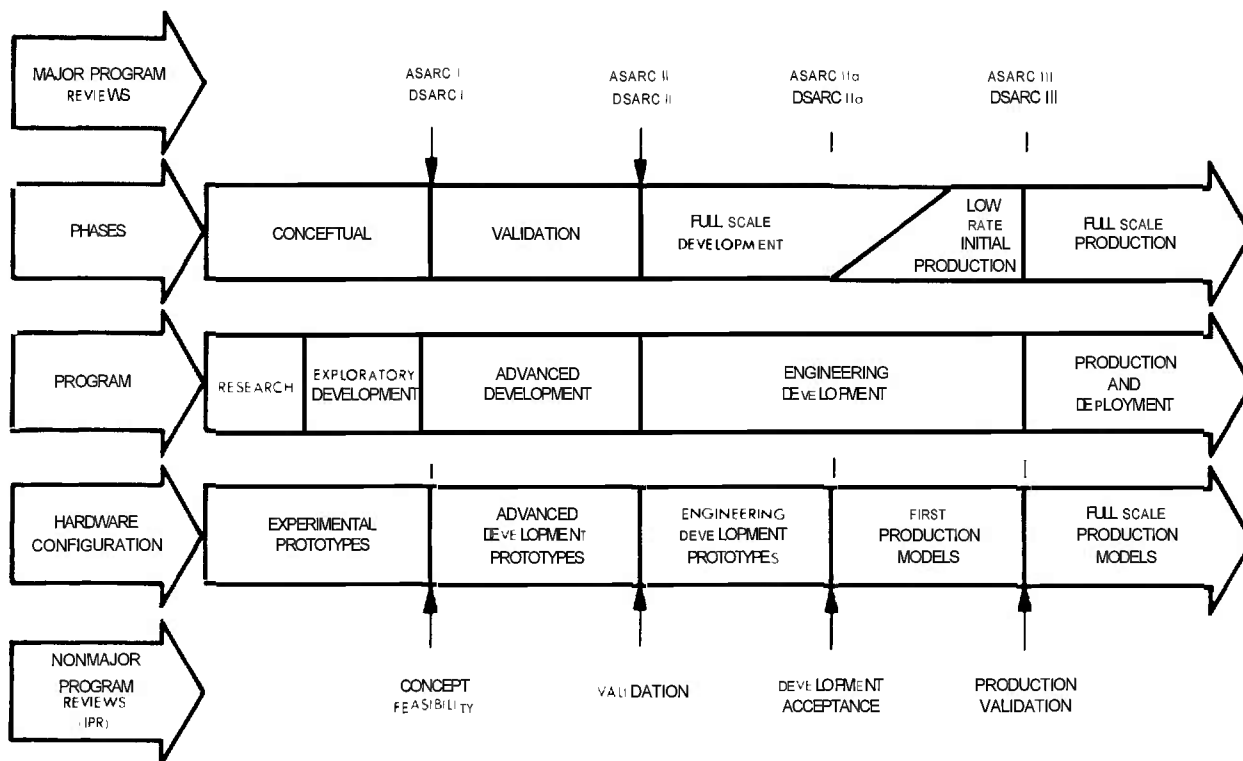 MAJOR PROGRAM
REVIEWS
ASARC I
DSARC I
ASARC II
DSARC II
ASARC IIa
DSARC IIa
ASARC III
DSARC III
PHASES
CONCEFTUAL
VALIDATION
FULL SCALE
DEVELOPMENT
LOW
RATE
INITIAL
PRODUCTION
FULL SCALE
PRODUCTION
PROGRAM
RESEARCH
EXPLORATORY
DEVELOPMENT
ADVANCED
DEVELOPMENT
ENGINEERING
DEVELOPMENT
PRODUCTION
AND
DEPLOYMENT
HARDWARE
CONFIGURATION
EXPERIMENTAL
PROTOTYPES
ADVANCED
DEVELOPMENT
PROTOTYPES
ENGINEERING
DEVELOPMENT
PROTOTYPES
FIRST
PRODUCTION
MODELS
FULL SCALE
PRODUCTION
MODELS
NONMAJOR
PROGRAM
REVIEWS
(IPR)
CONCEPT
FEASIBILITY
VALIDATION
DEVELOPMENT
ACCEPTANCE
PRODUCTION
VALIDATION